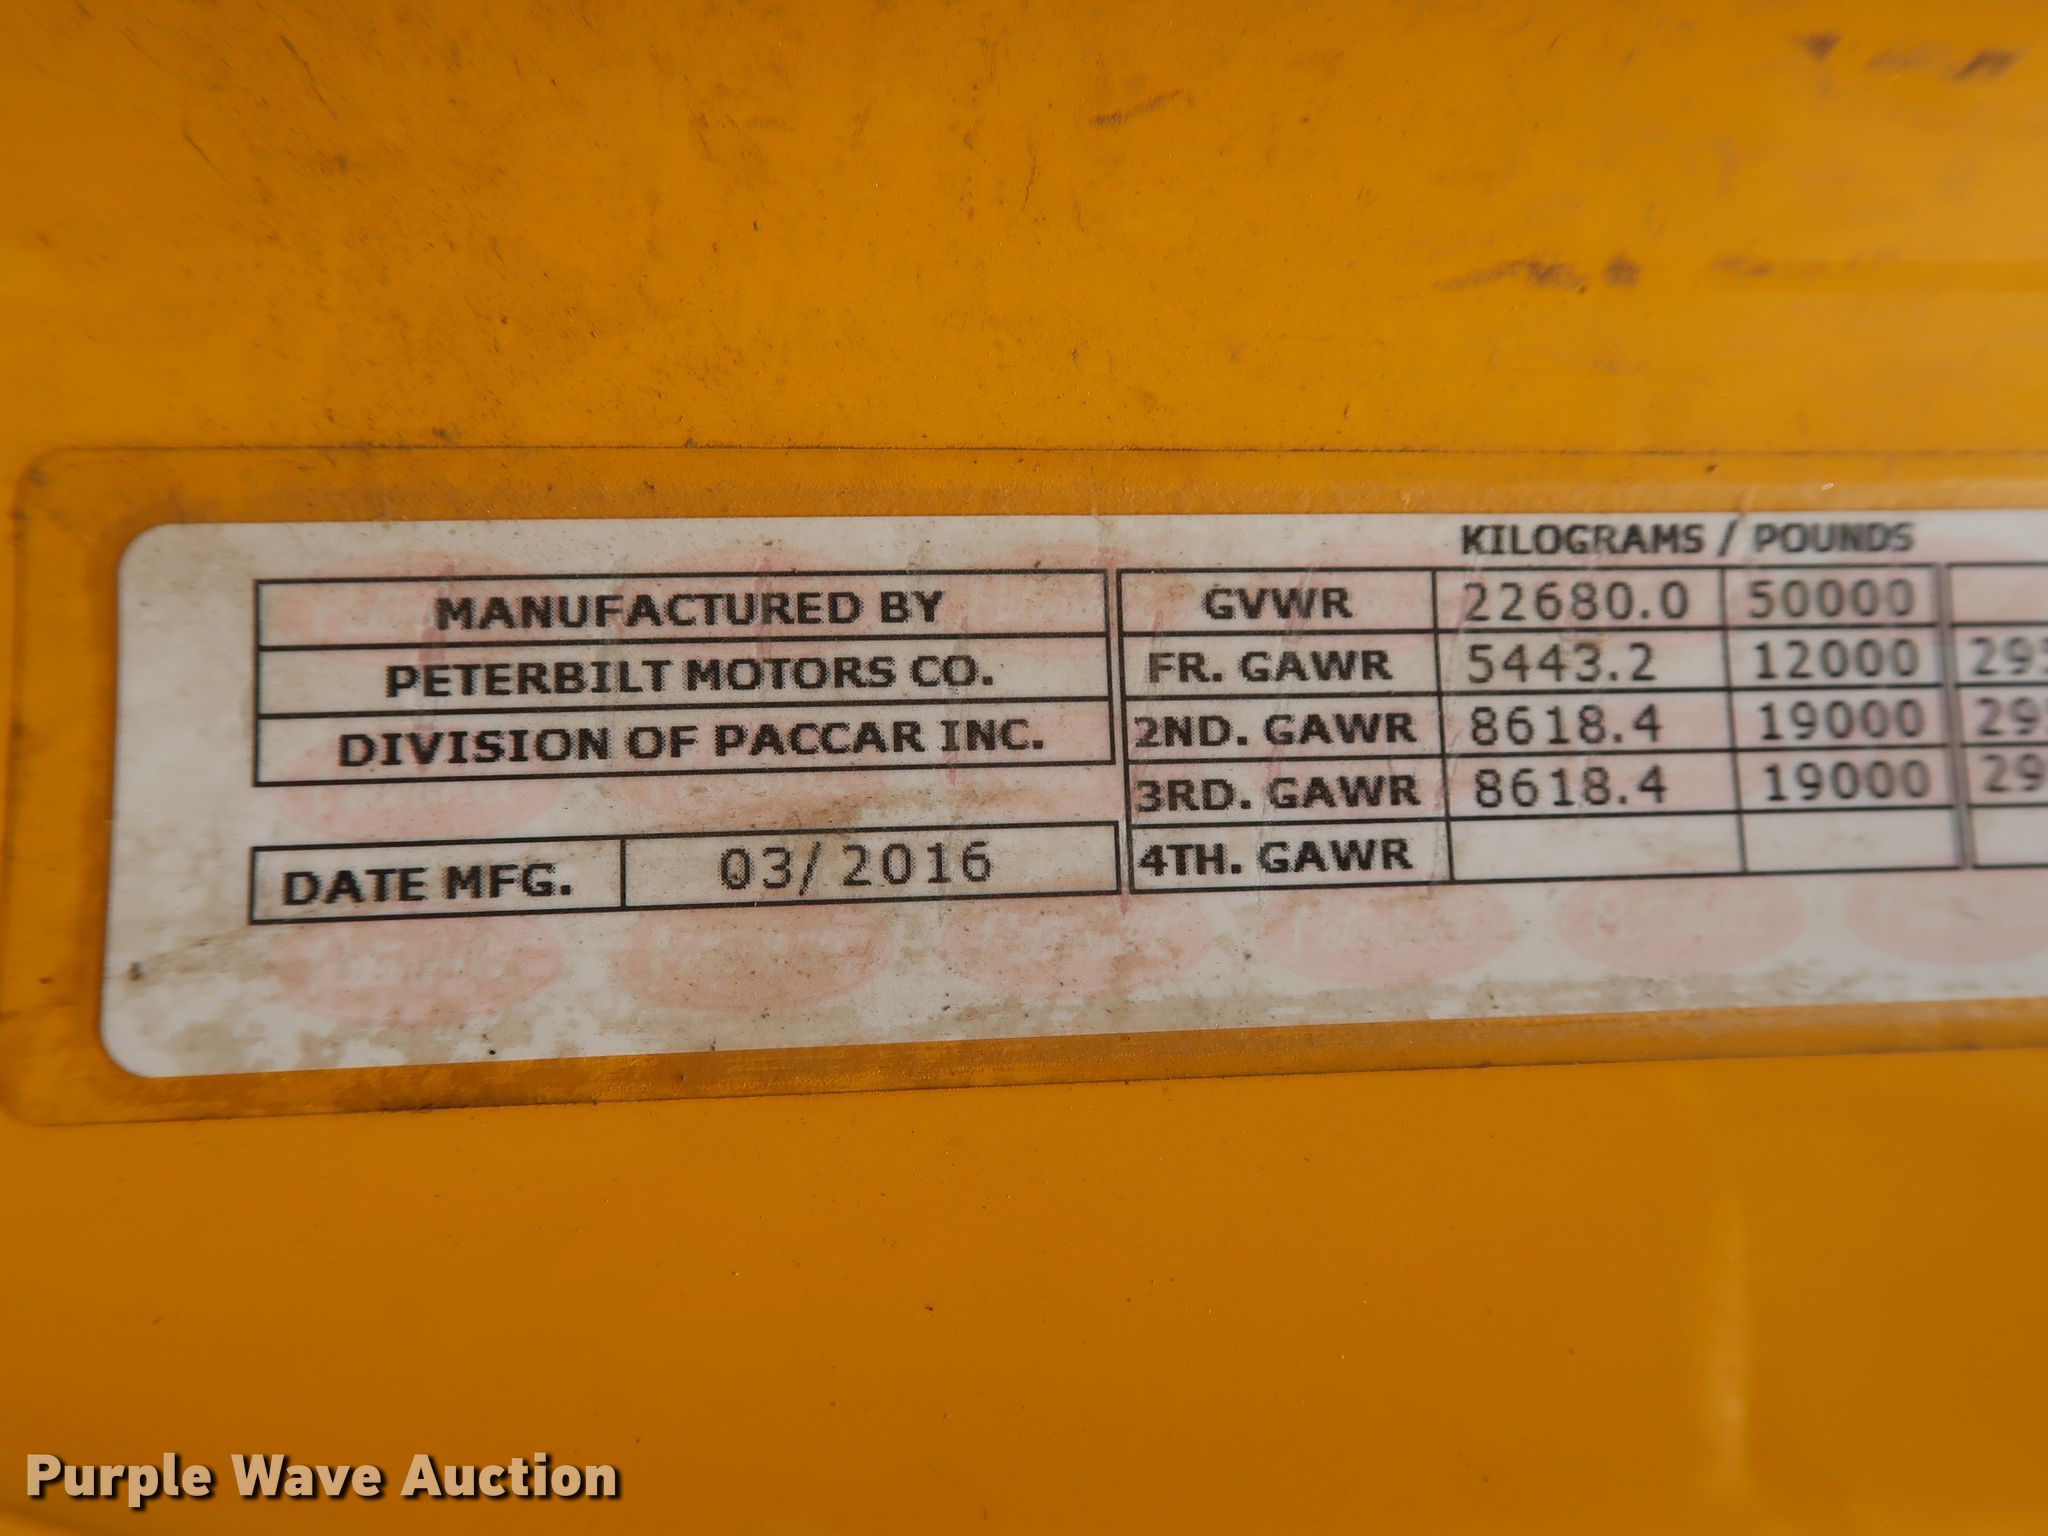 KILOGRAMS / POUNDS
MANUFACTURED BY
PETERBILT MOTORS CO.
DIVISION OF PACCAR INC.
DATE MFG. 03/2016
GVWR 22680.0 50000
FR. GAWR 5443.2 12000
2ND. GAWR 8618.4 19000
3RD. GAWR 8618.4 19000
4TH. GAWR
Purple Wave Auction